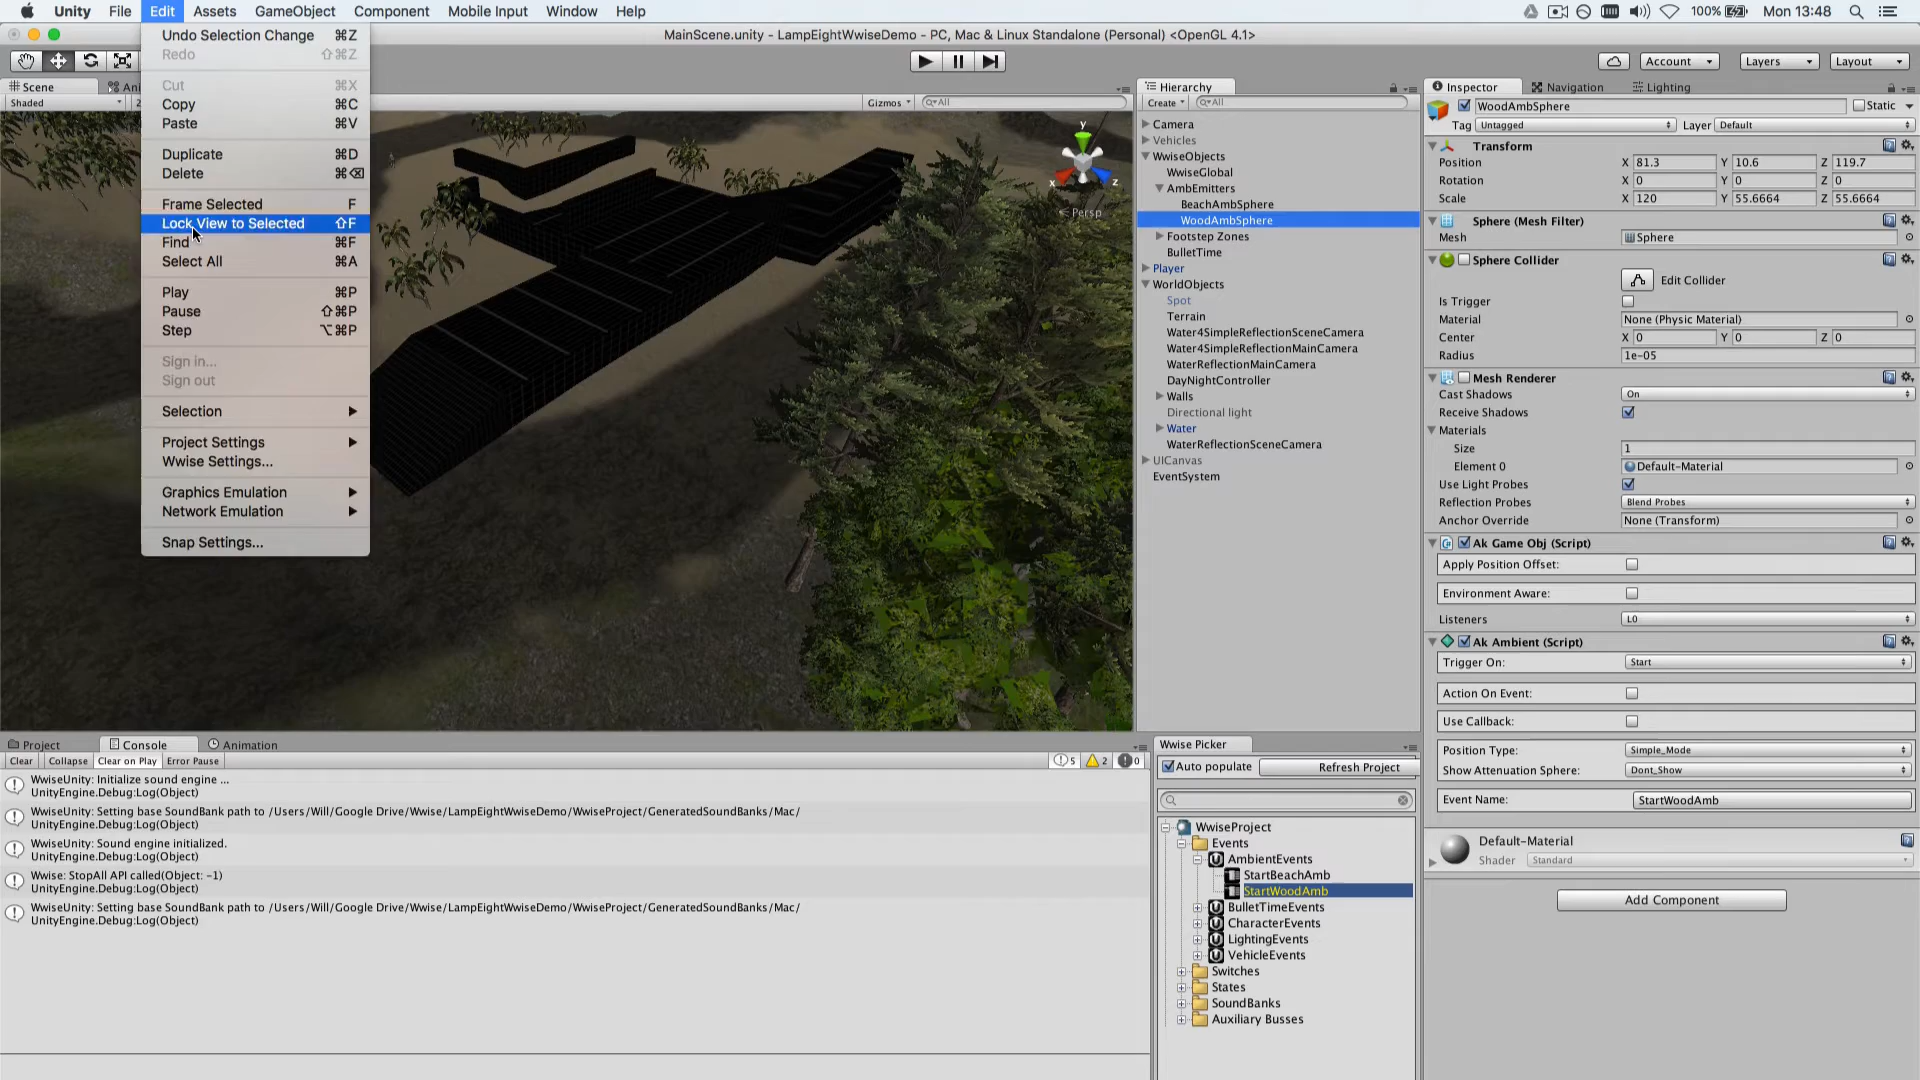 Unity File Edit Assets GameObject Component Mobile Input Window Help 100% Mon 13:48
MainScene.unity - LampEightWwiseDemo - PC, Mac & Linux Standalone (Personal) <OpenGL 4.1>
Account Layers Layout
Undo Selection Change ⌘Z
Redo ⇧⌘Z
Cut ⌘X
Copy ⌘C
Paste ⌘V
Duplicate ⌘D
Delete ⌘⌫
Frame Selected F
Lock View to Selected ⇧F
Find ⌘F
Select All ⌘A
Play ⌘P
Pause ⇧⌘P
Step ⌥⌘P
Sign in...
Sign out
Selection
Project Settings
Wwise Settings...
Graphics Emulation
Network Emulation
Snap Settings...
Scene Ani
Shaded 2 Gizmos All
y
x z
Persp
Hierarchy
Create All
Camera
Vehicles
WwiseObjects
WwiseGlobal
AmbEmitters
BeachAmbSphere
WoodAmbSphere
Footstep Zones
BulletTime
Player
WorldObjects
Spot
Terrain
Water4SimpleReflectionSceneCamera
Water4SimpleReflectionMainCamera
WaterReflectionMainCamera
DayNightController
Walls
Directional light
Water
WaterReflectionSceneCamera
UICanvas
EventSystem
Inspector Navigation Lighting
WoodAmbSphere Static
Tag Untagged Layer Default
Transform
Position X 81.3 Y 10.6 Z 119.7
Rotation X 0 Y 0 Z 0
Scale X 120 Y 55.6664 Z 55.6664
Sphere (Mesh Filter)
Mesh Sphere
Sphere Collider
Edit Collider
Is Trigger
Material None (Physic Material)
Center X 0 Y 0 Z 0
Radius 1e-05
Mesh Renderer
Cast Shadows On
Receive Shadows
Materials
Size 1
Element 0 Default-Material
Use Light Probes
Reflection Probes Blend Probes
Anchor Override None (Transform)
Ak Game Obj (Script)
Apply Position Offset:
Environment Aware:
Listeners L0
Ak Ambient (Script)
Trigger On: Start
Action On Event:
Use Callback:
Position Type: Simple_Mode
Show Attenuation Sphere: Dont_Show
Event Name: StartWoodAmb
Default-Material
Shader Standard
Add Component
Project Console Animation
Clear Collapse Clear on Play Error Pause 5 2 0
WwiseUnity: Initialize sound engine ...
UnityEngine.Debug:Log(Object)
WwiseUnity: Setting base SoundBank path to /Users/Will/Google Drive/Wwise/LampEightWwiseDemo/WwiseProject/GeneratedSoundBanks/Mac/
UnityEngine.Debug:Log(Object)
WwiseUnity: Sound engine initialized.
UnityEngine.Debug:Log(Object)
Wwise: StopAll API called(Object: -1)
UnityEngine.Debug:Log(Object)
WwiseUnity: Setting base SoundBank path to /Users/Will/Google Drive/Wwise/LampEightWwiseDemo/WwiseProject/GeneratedSoundBanks/Mac/
UnityEngine.Debug:Log(Object)
Wwise Picker
Auto populate Refresh Project
WwiseProject
Events
AmbientEvents
StartBeachAmb
StartWoodAmb
BulletTimeEvents
CharacterEvents
LightingEvents
VehicleEvents
Switches
States
SoundBanks
Auxiliary Busses